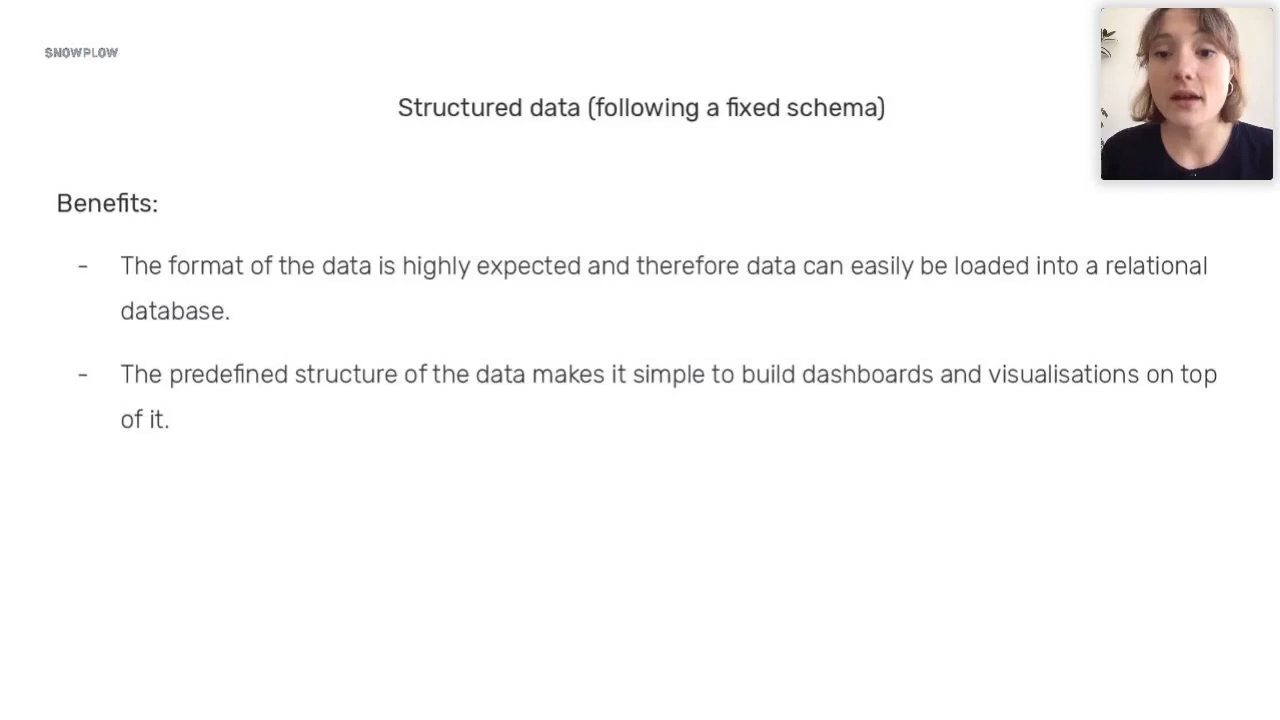 SNOWPLOW
Structured data (following a fixed schema)
Benefits:
- The format of the data is highly expected and therefore data can easily be loaded into a relational
database.
- The predefined structure of the data makes it simple to build dashboards and visualisations on top
of it.